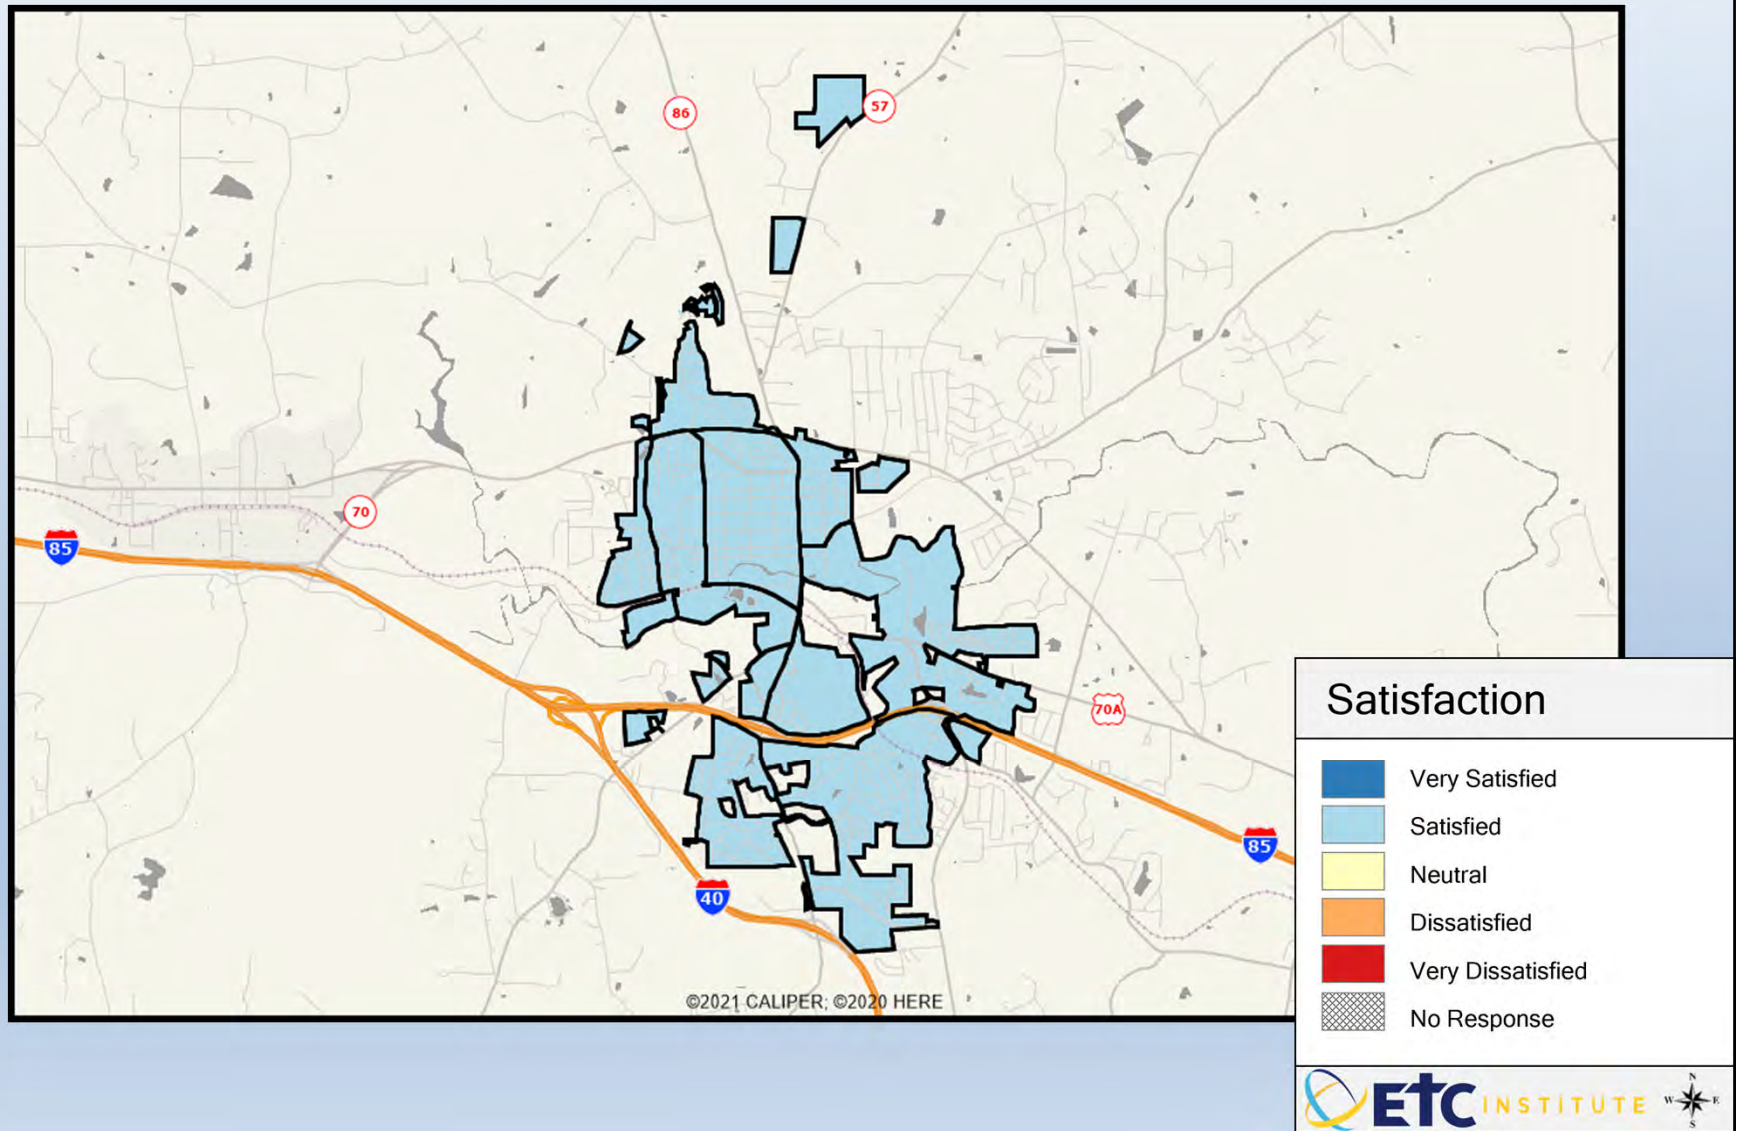 86
57
70
85
70A
85
40
©2021 CALIPER; ©2020 HERE
Satisfaction
Very Satisfied
Satisfied
Neutral
Dissatisfied
Very Dissatisfied
No Response
ETC INSTITUTE
N
W E
S